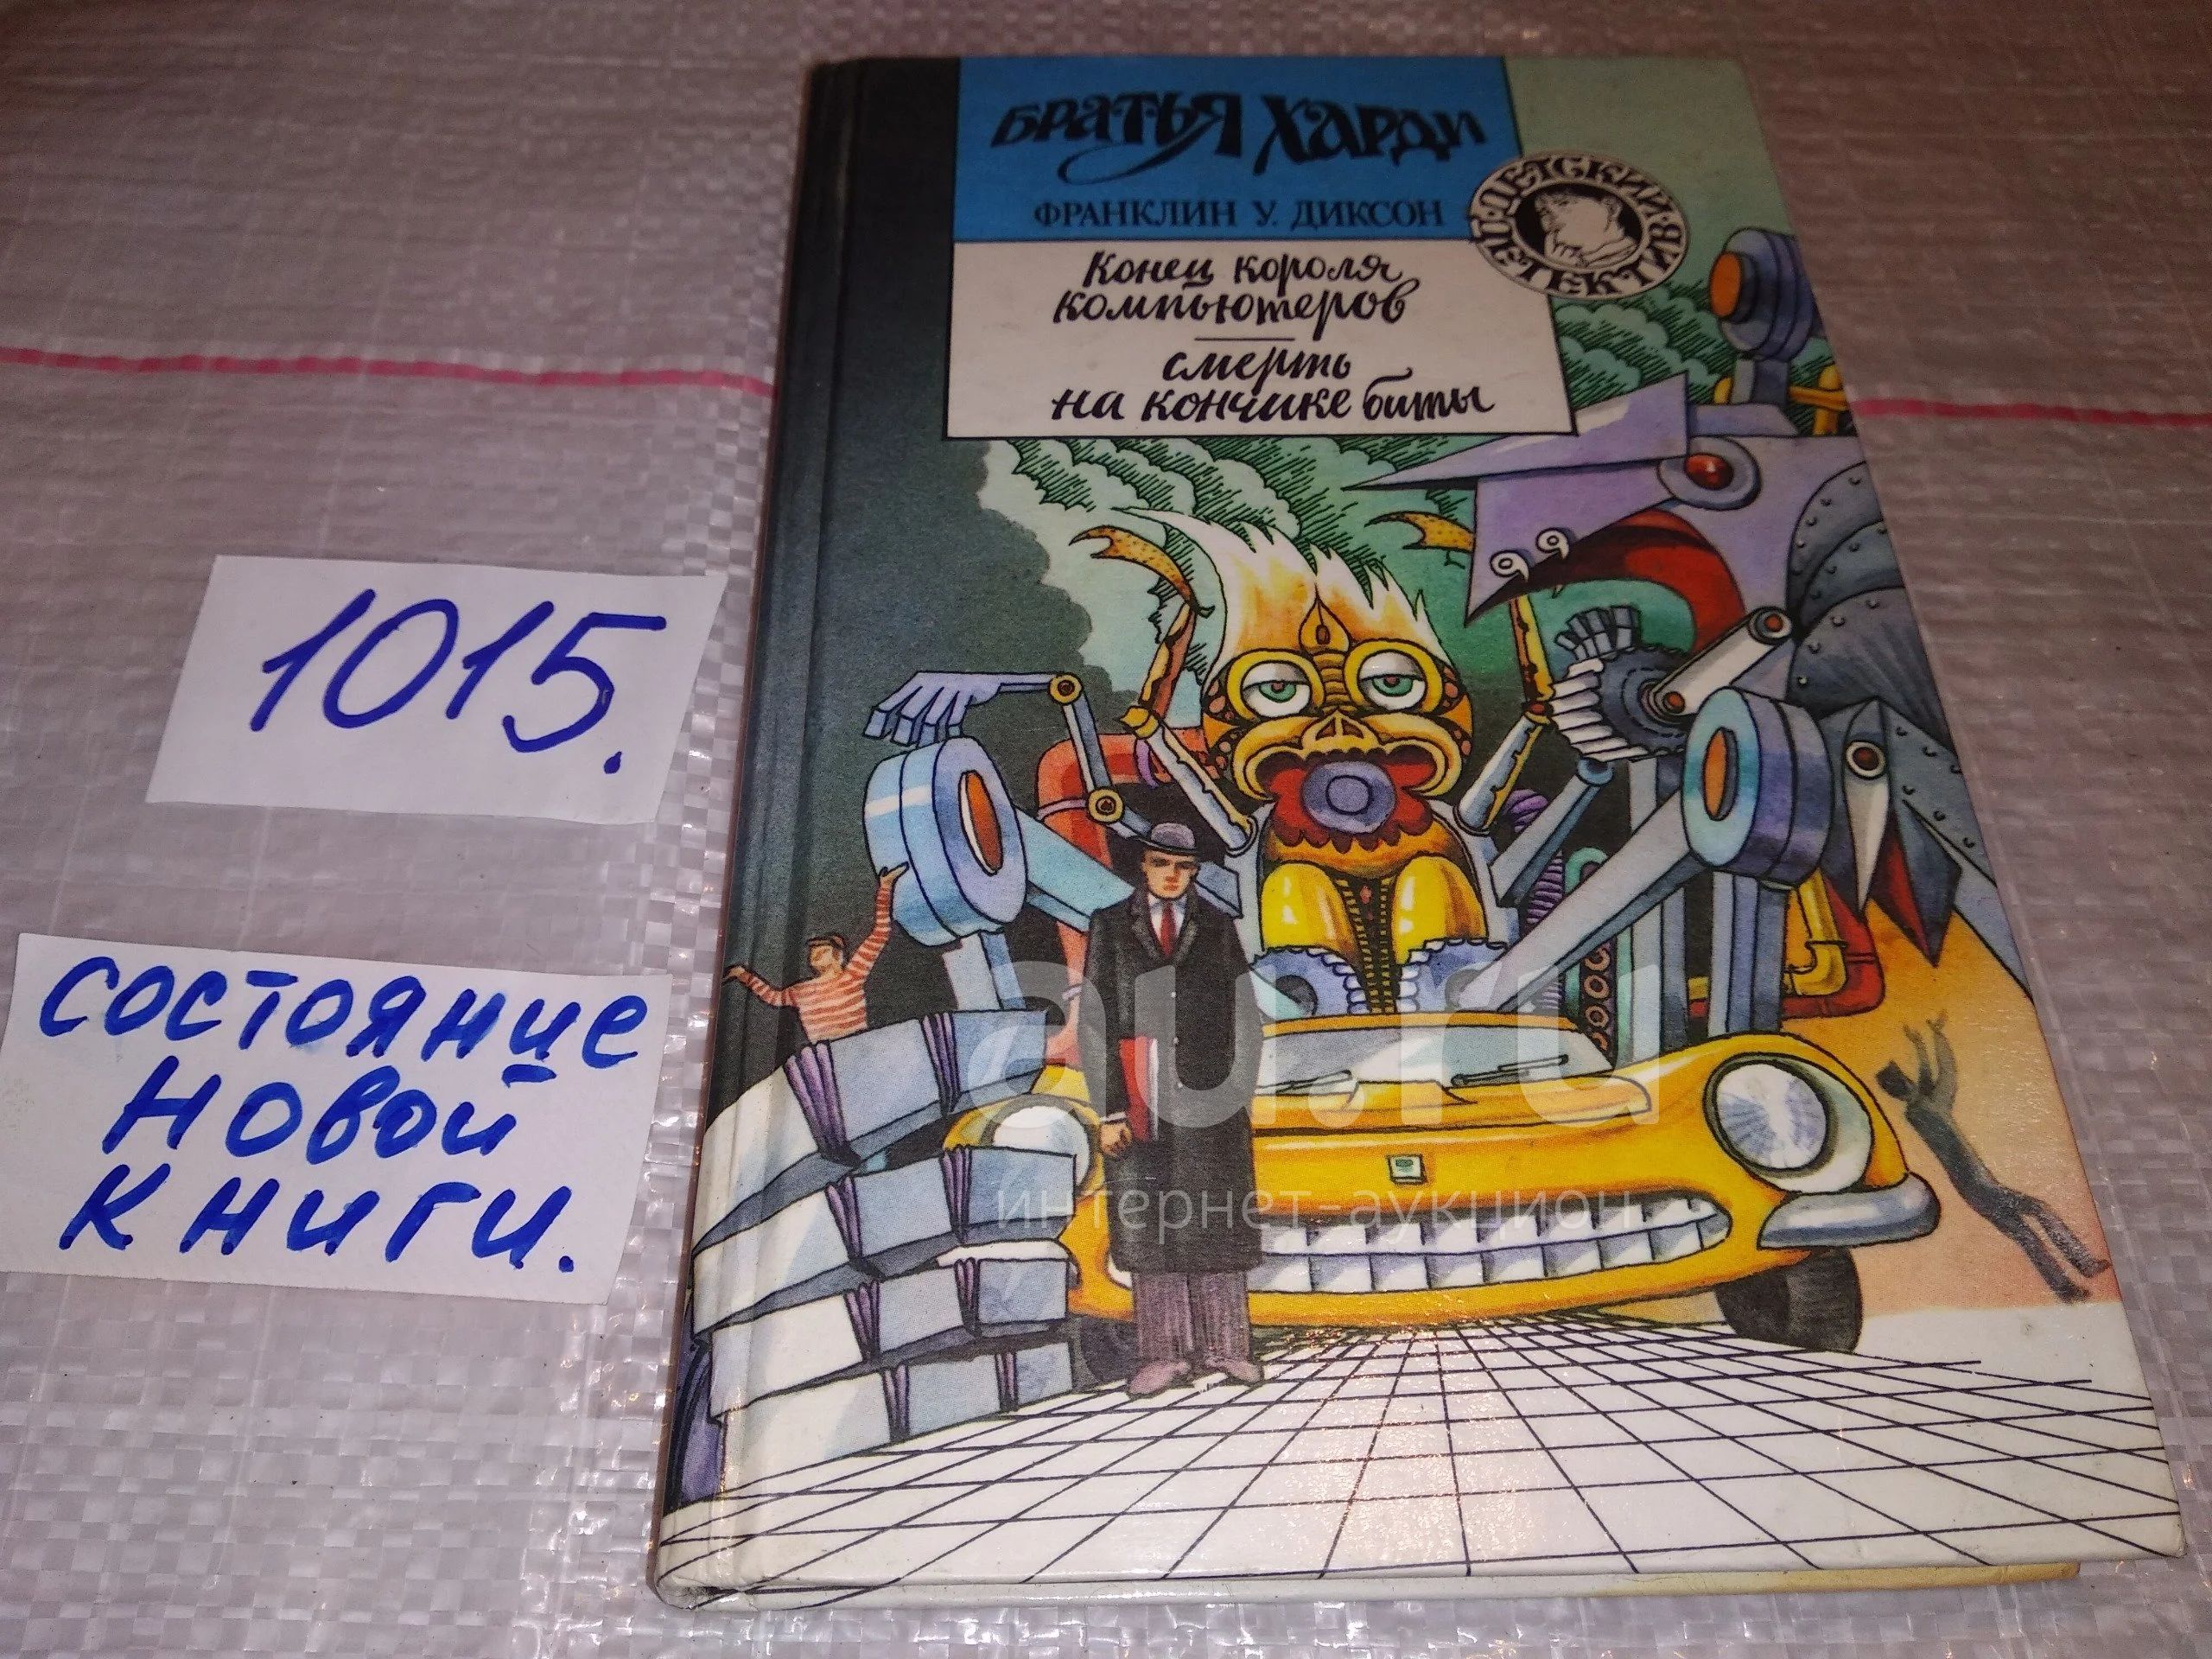 БРАТЬЯ ХАРДИ
ФРАНКЛИН У. ДИКСОН
ДЕТСКИЙ ДЕТЕКТИВ
Конец короля
компьютеров
смерть
на кончике биты
1015.
состояние
новой
книги.
au.ru
интернет-аукцион